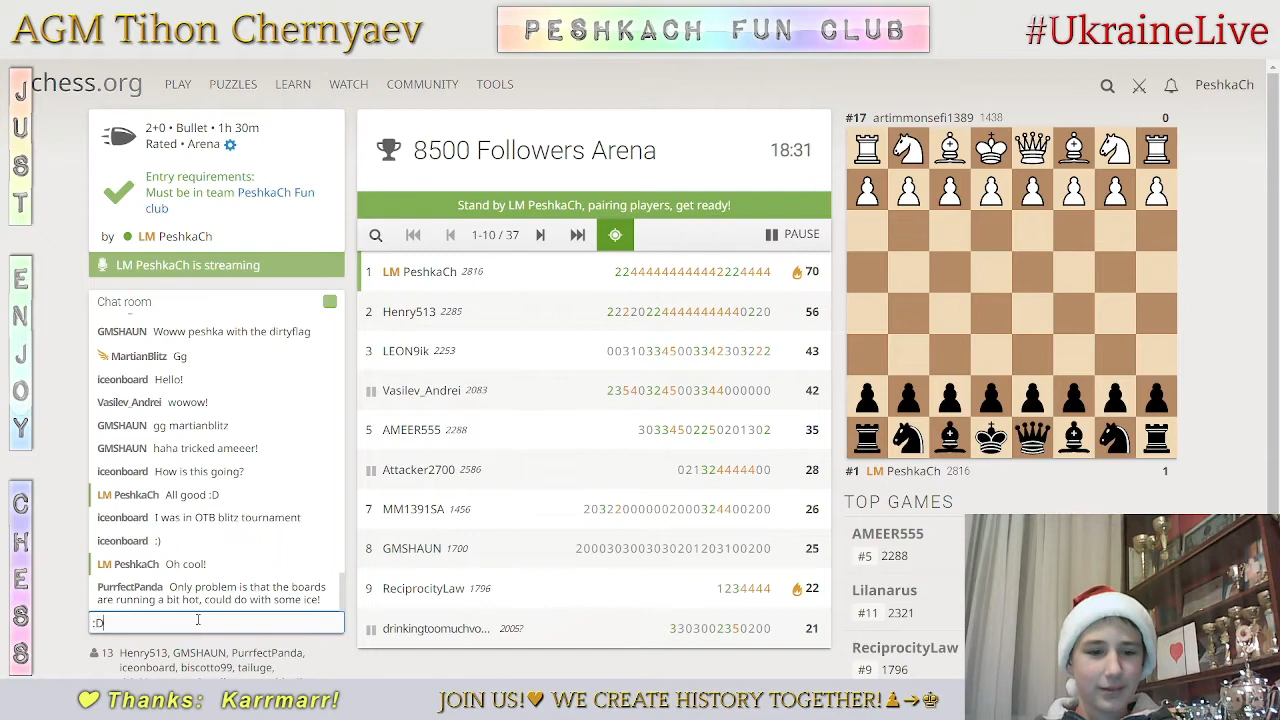 AGM Tihon Chernyaev
PESHKACH FUN CLUB
#UkraineLive
JUST
ENJOY
CHESS
chess.org
PLAY PUZZLES LEARN WATCH COMMUNITY TOOLS
PeshkaCh
2+0 • Bullet • 1h 30m
Rated • Arena
Entry requirements:
Must be in team PeshkaCh Fun
club
by LM PeshkaCh
LM PeshkaCh is streaming
Chat room
GMSHAUN Woww peshka with the dirtyflag
MartianBlitz Gg
iceonboard Hello!
Vasilev_Andrei wowow!
GMSHAUN gg martianblitz
GMSHAUN haha tricked ameeer!
iceonboard How is this going?
LM PeshkaCh All good :D
iceonboard I was in OTB blitz tournament
iceonboard :)
LM PeshkaCh Oh cool!
PurrfectPanda Only problem is that the boards
are running a bit hot, could do with some ice!
:D
13 Henry513, GMSHAUN, PurrfectPanda,
iceonboard, biscotto99, tailuge,
8500 Followers Arena 18:31
Stand by LM PeshkaCh, pairing players, get ready!
1-10 / 37 PAUSE
1 LM PeshkaCh 2816 22444444444442224444 70
2 Henry513 2285 22220224444444440220 56
3 LEON9ik 2253 00310334500334230322​2 43
Vasilev_Andrei 2083 23540324500334400000​0 42
5 AMEER555 2288 30334502250201302 35
Attacker2700 2586 0213244444​00 28
7 MM1391SA 1456 20322000000200032440020​0 26
8 GMSHAUN 1700 20003030030302012031002​00 25
9 ReciprocityLaw 1796 1234444 22
drinkingtoomuchvo... 2005? 3303002350200 21
#17 artimmonsefi1389 1438 0
#1 LM PeshkaCh 2816 1
TOP GAMES
AMEER555
#5 2288
Lilanarus
#11 2321
ReciprocityLaw
#9 1796
Thanks: Karrmarr!
JOIN US! WE CREATE HISTORY TOGETHER!